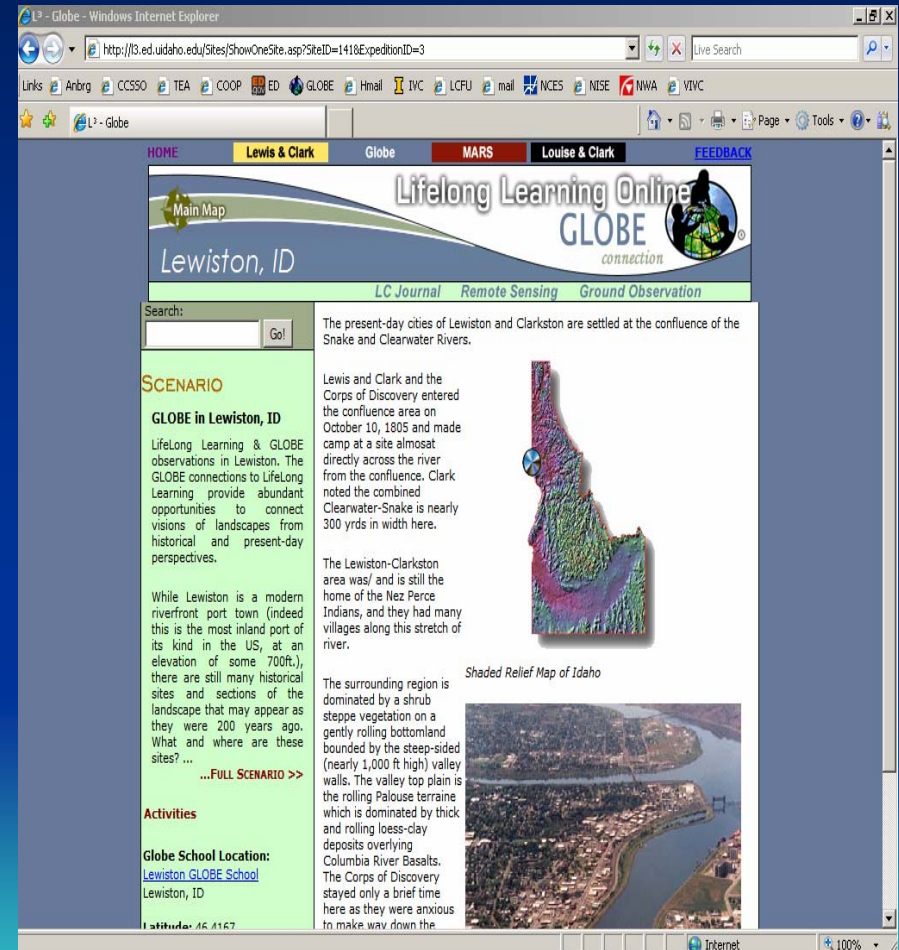 L³ - Globe - Windows Internet Explorer
http://l3.ed.uidaho.edu/Sites/ShowOneSite.asp?SiteID=141&ExpeditionID=3
Live Search
Links Anbrg CCSSO TEA COOP ED GLOBE Hmail IVC LCFU mail NCES NISE NWA VIVC
L³ - Globe
Page Tools
HOME Lewis & Clark Globe MARS Louise & Clark FEEDBACK
Main Map
Lifelong Learning Online
GLOBE
connection
Lewiston, ID
LC Journal Remote Sensing Ground Observation
Search:
Go!
SCENARIO
GLOBE in Lewiston, ID
LifeLong Learning & GLOBE
observations in Lewiston. The
GLOBE connections to LifeLong
Learning provide abundant
opportunities to connect
visions of landscapes from
historical and present-day
perspectives.
While Lewiston is a modern
riverfront port town (indeed
this is the most inland port of
its kind in the US, at an
elevation of some 700ft.),
there are still many historical
sites and sections of the
landscape that may appear as
they were 200 years ago.
What and where are these
sites? ...
...FULL SCENARIO >>
Activities
Globe School Location:
Lewiston GLOBE School
Lewiston, ID
Latitude: 46.4167
The present-day cities of Lewiston and Clarkston are settled at the confluence of the
Snake and Clearwater Rivers.
Lewis and Clark and the
Corps of Discovery entered
the confluence area on
October 10, 1805 and made
camp at a site almosat
directly across the river
from the confluence. Clark
noted the combined
Clearwater-Snake is nearly
300 yrds in width here.
The Lewiston-Clarkston
area was/ and is still the
home of the Nez Perce
Indians, and they had many
villages along this stretch of
river.
Shaded Relief Map of Idaho
The surrounding region is
dominated by a shrub
steppe vegetation on a
gently rolling bottomland
bounded by the steep-sided
(nearly 1,000 ft high) valley
walls. The valley top plain is
the rolling Palouse terraine
which is dominated by thick
and rolling loess-clay
deposits overlying
Columbia River Basalts.
The Corps of Discovery
stayed only a brief time
here as they were anxious
to make way down the
Internet 100%